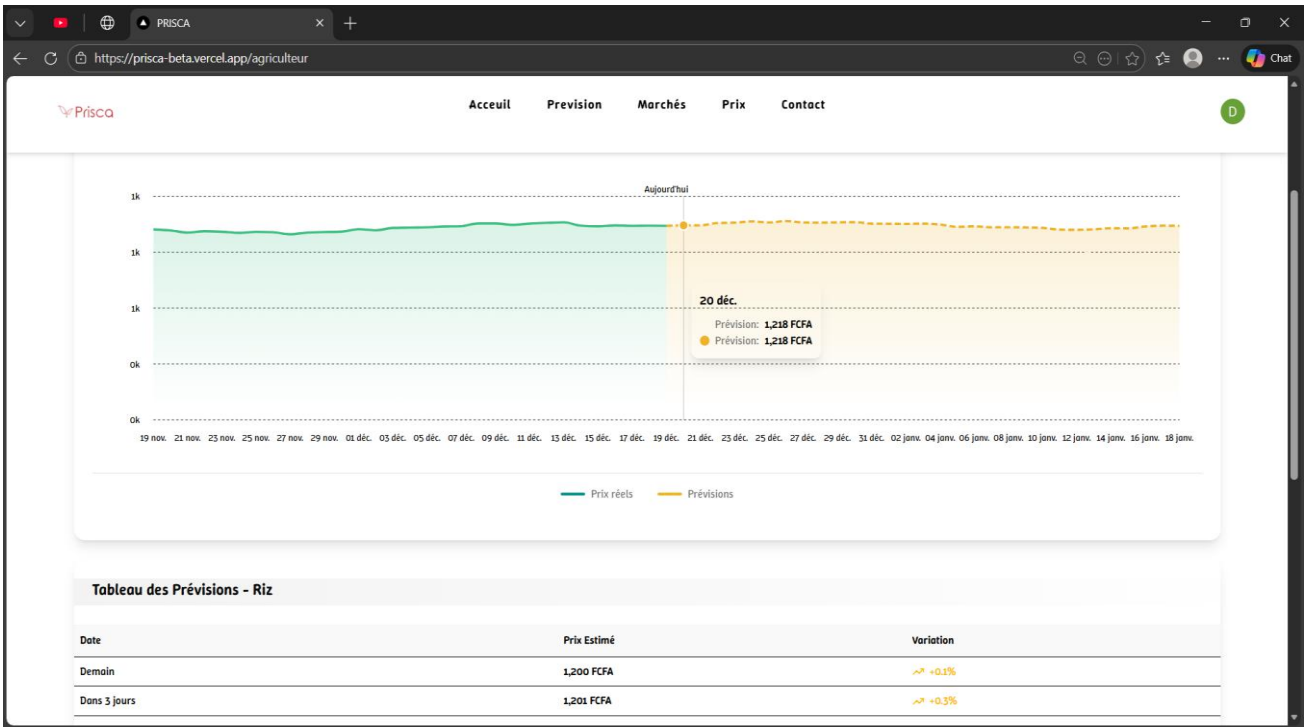 PRISCA
https://prisca-beta.vercel.app/agriculteur
Chat
Prisca
Acceuil Prevision Marchés Prix Contact
D
Aujourd'hui
1k
1k
1k
0k
0k
20 déc.
Prévision: 1,218 FCFA
Prévision: 1,218 FCFA
19 nov. 21 nov. 23 nov. 25 nov. 27 nov. 29 nov. 01 déc. 03 déc. 05 déc. 07 déc. 09 déc. 11 déc. 13 déc. 15 déc. 17 déc. 19 déc. 21 déc. 23 déc. 25 déc. 27 déc. 29 déc. 31 déc. 02 janv. 04 janv. 06 janv. 08 janv. 10 janv. 12 janv. 14 janv. 16 janv. 18 janv.
Prix réels Prévisions
Tableau des Prévisions - Riz
Date Prix Estimé Variation
Demain 1,200 FCFA +0.1%
Dans 3 jours 1,201 FCFA +0.3%